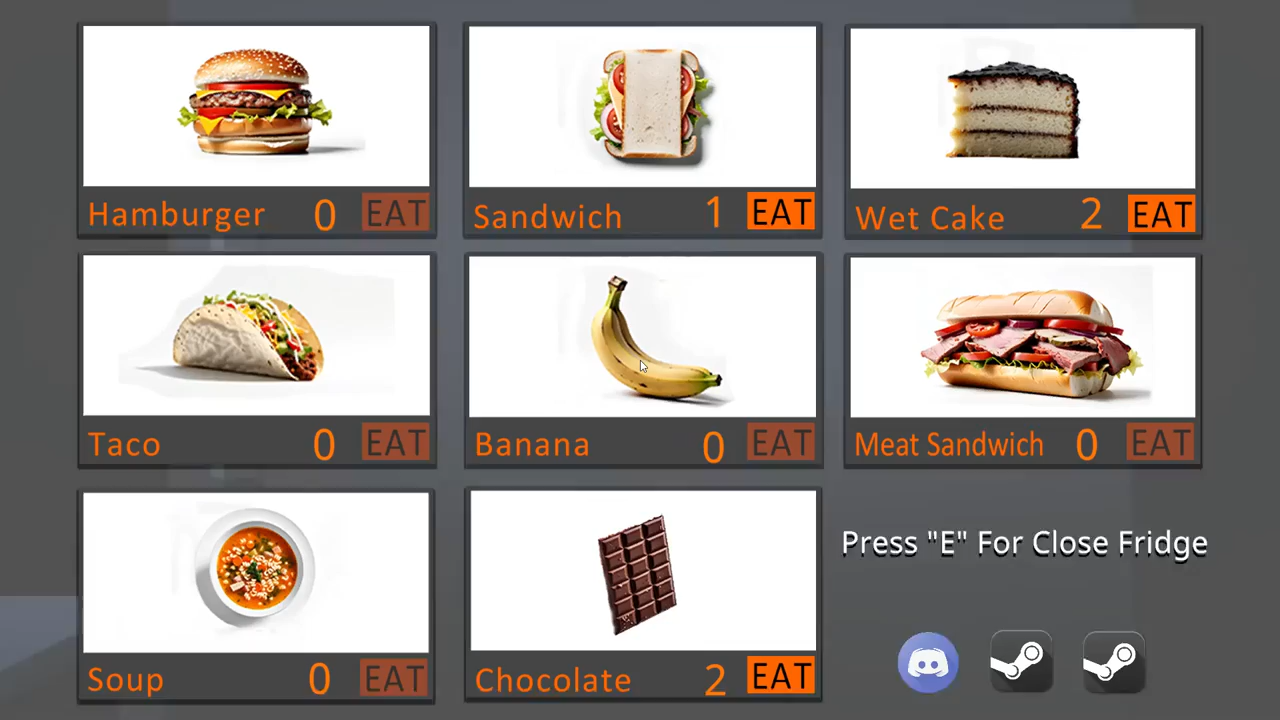 Hamburger 0 EAT
Sandwich 1 EAT
Wet Cake 2 EAT
Taco 0 EAT
Banana 0 EAT
Meat Sandwich 0 EAT
Soup 0 EAT
Chocolate 2 EAT
Press "E" For Close Fridge